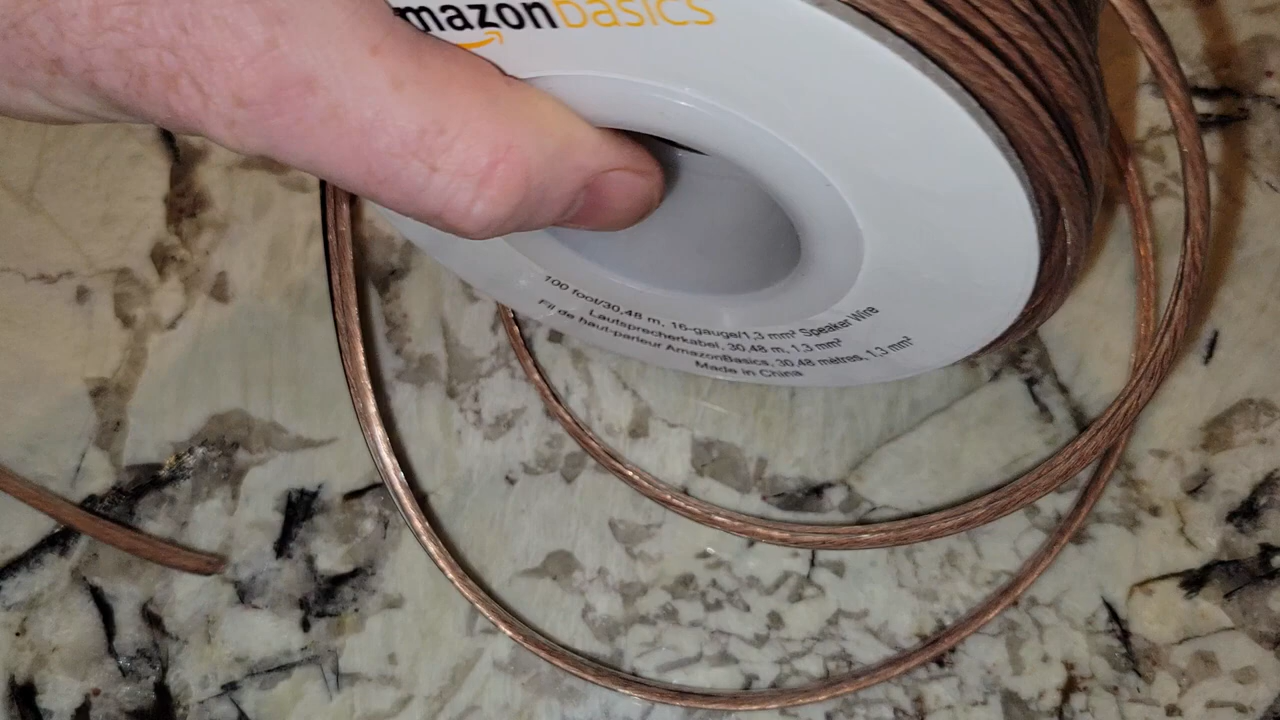 amazonbasics
100 foot/30,48 m, 16-gauge/1,3 mm² Speaker Wire
Lautsprecherkabel, 30,48 m, 1,3 mm²
Fil de haut-parleur AmazonBasics, 30,48 mètres, 1,3 mm²
Made in China